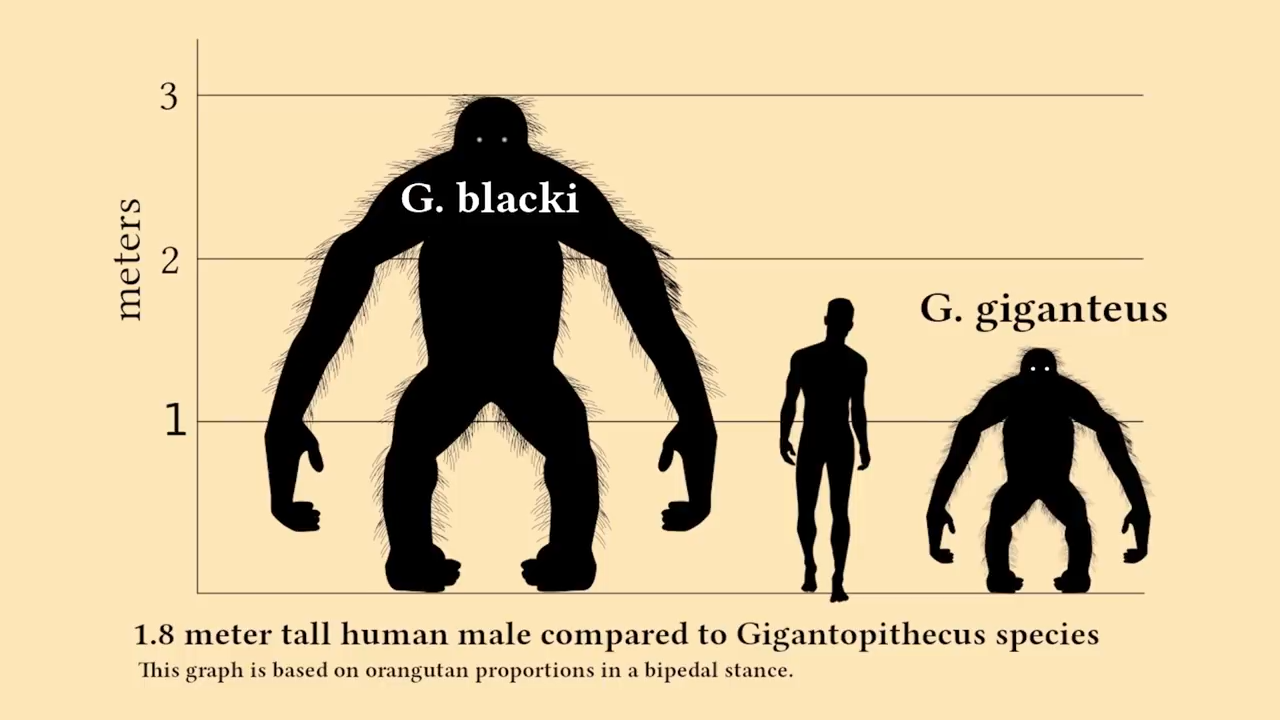 3
G. blacki
meters
2
G. giganteus
1
1.8 meter tall human male compared to Gigantopithecus species
This graph is based on orangutan proportions in a bipedal stance.